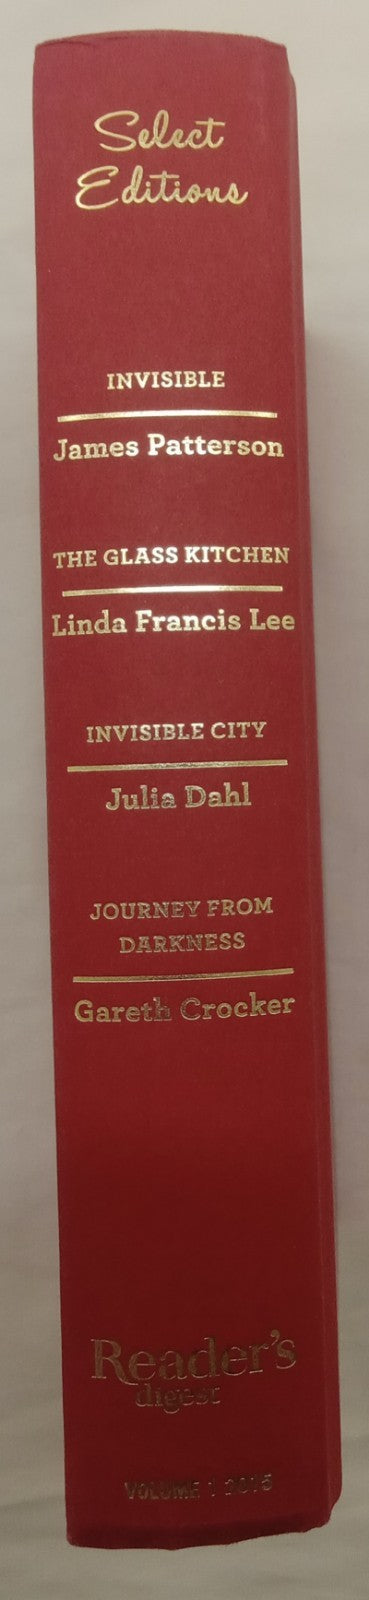 Select
Editions
INVISIBLE
James Patterson
THE GLASS KITCHEN
Linda Francis Lee
INVISIBLE CITY
Julia Dahl
JOURNEY FROM
DARKNESS
Gareth Crocker
Reader's
digest
VOLUME 1 2015